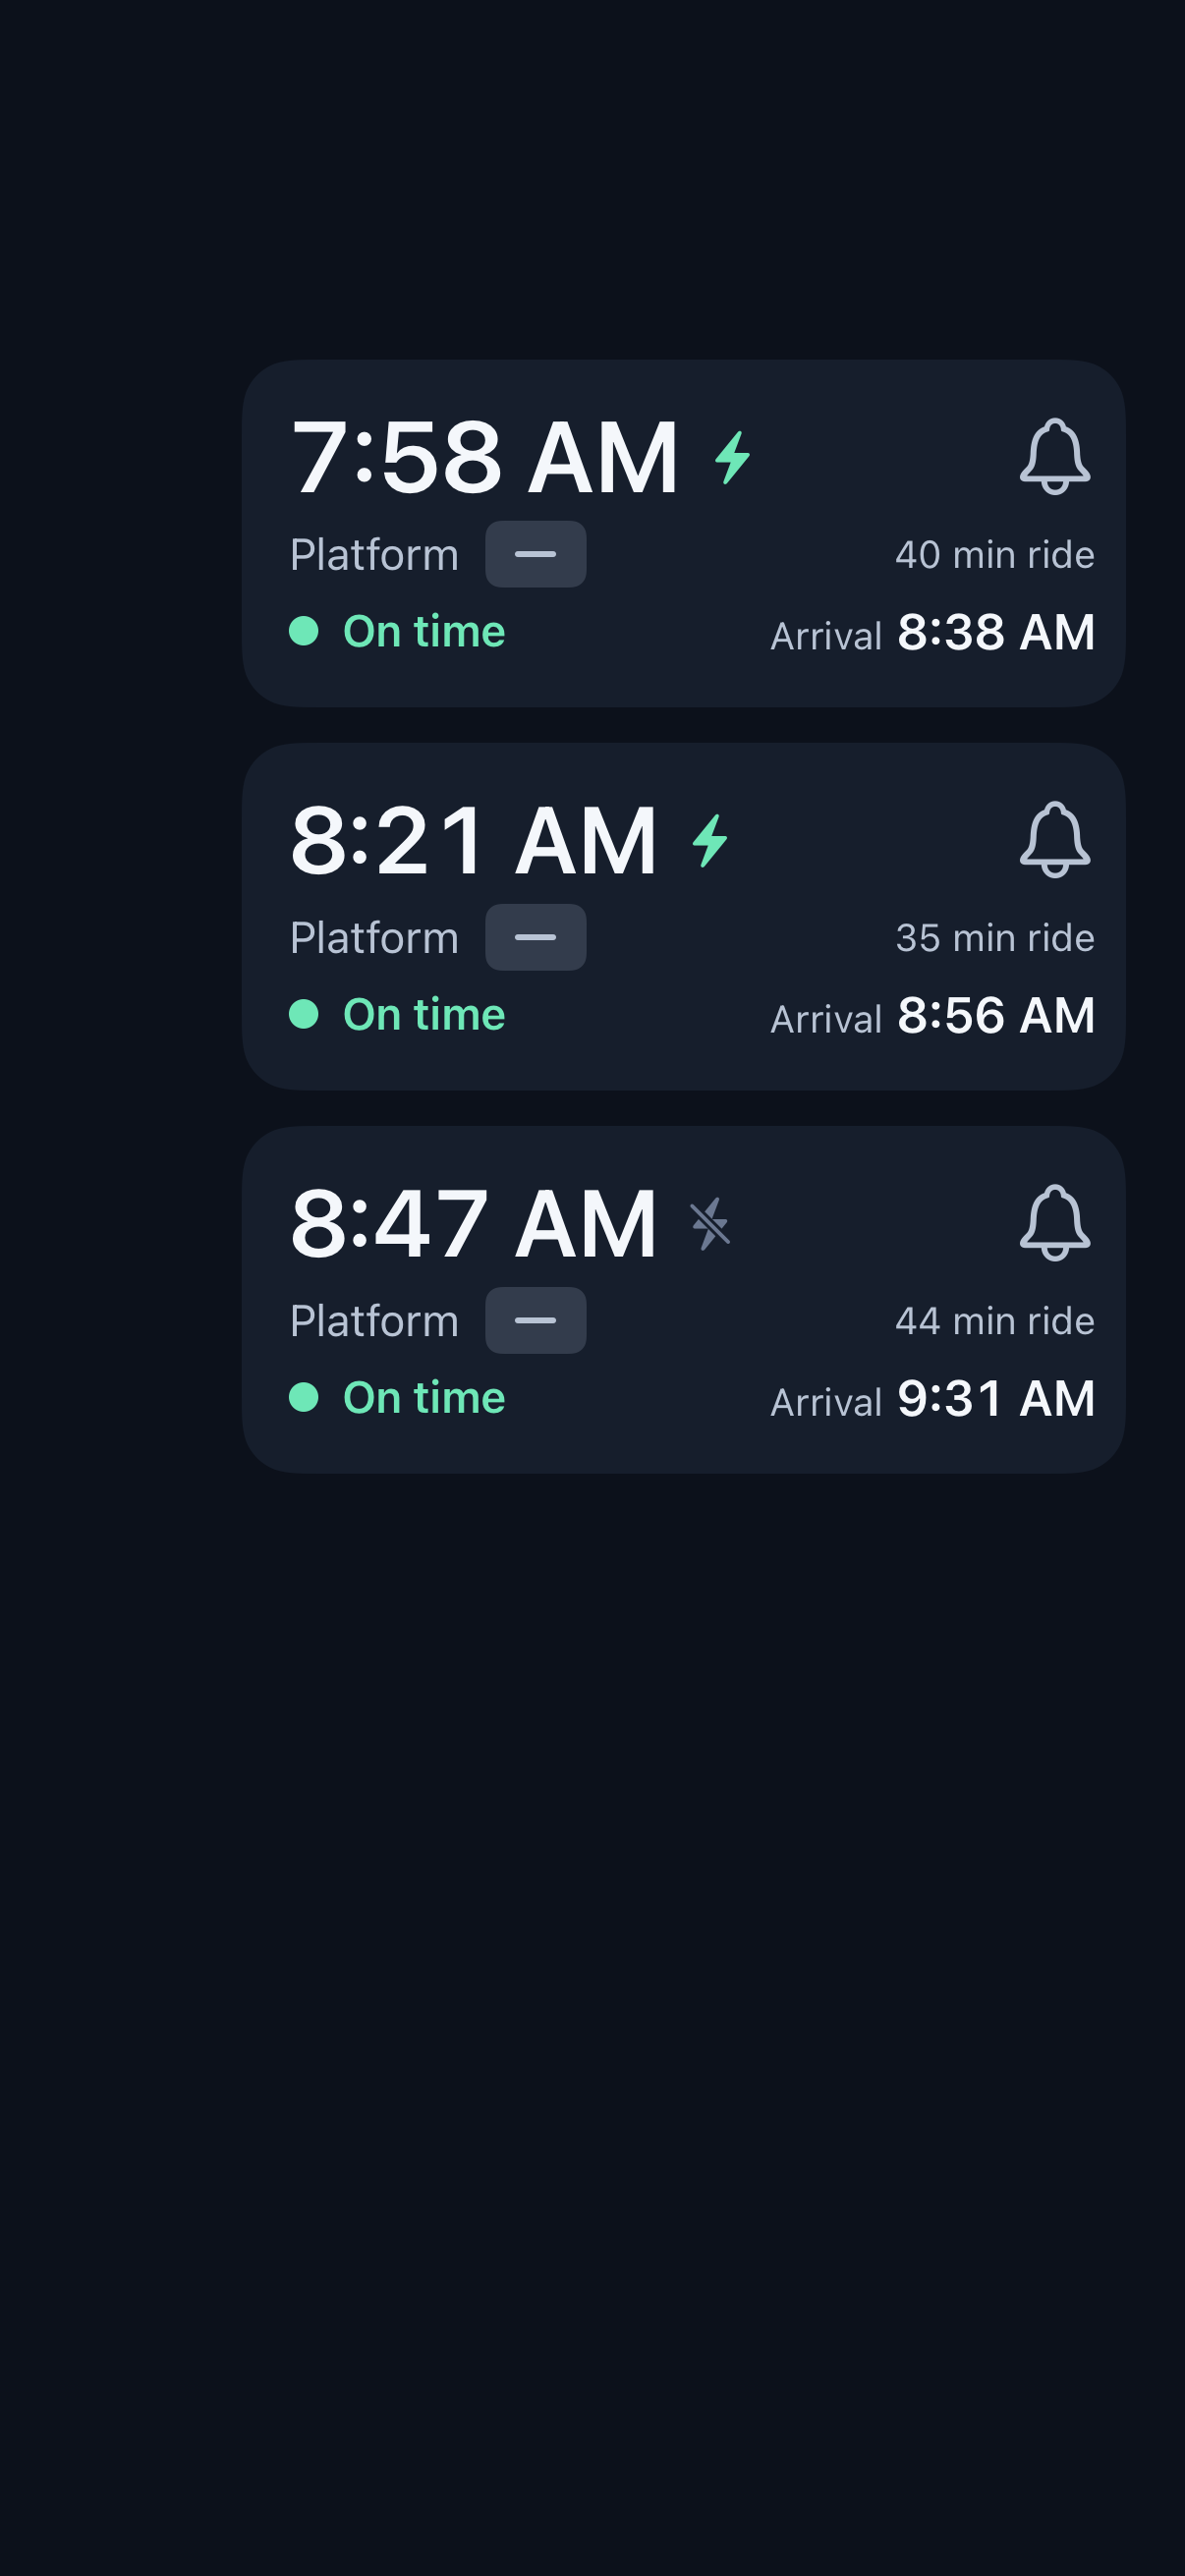 7:58 AM
Platform —
40 min ride
On time
Arrival 8:38 AM
8:21 AM
Platform —
35 min ride
On time
Arrival 8:56 AM
8:47 AM
Platform —
44 min ride
On time
Arrival 9:31 AM